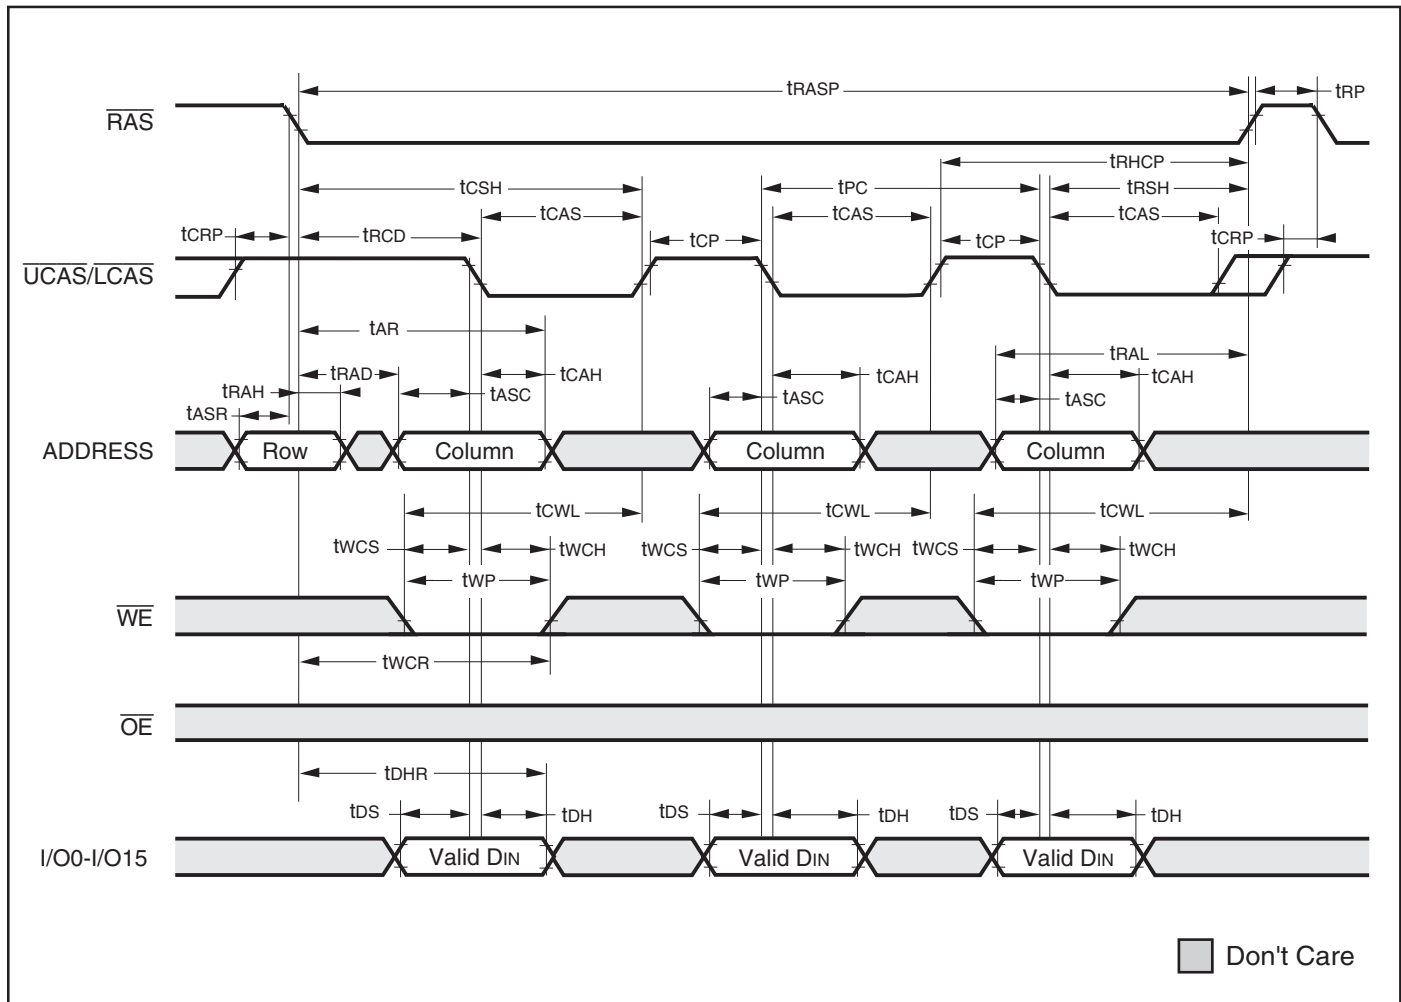 tRASP
tRP
RAS
tRHCP
tCSH
tPC
tRSH
tCAS
tCAS
tCAS
tCRP
tRCD
tCP
tCP
tCRP
UCAS/LCAS
tAR
tRAL
tRAH
tRAD
tCAH
tCAH
tCAH
tASR
tASC
tASC
tASC
ADDRESS
Row
Column
Column
Column
tCWL
tCWL
tCWL
tWCS
tWCH
tWCS
tWCH
tWCS
tWCH
tWP
tWP
tWP
WE
tWCR
OE
tDHR
tDS
tDH
tDS
tDH
tDS
tDH
I/O0-I/O15
Valid DIN
Valid DIN
Valid DIN
Don't Care